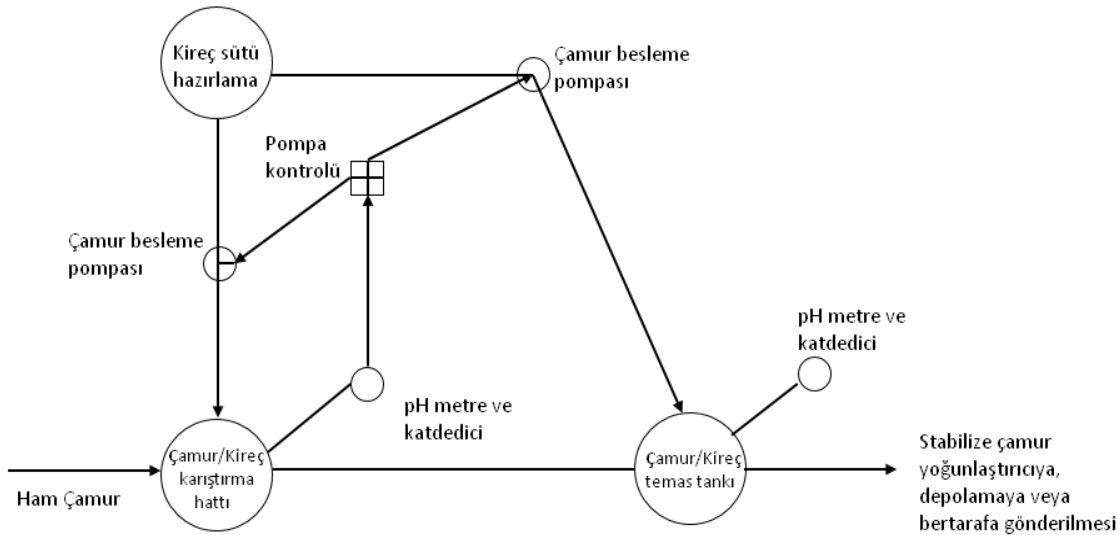 Kireç sütü
hazırlama
Çamur besleme
pompası
Pompa
kontrolü
Çamur besleme
pompası
pH metre ve
katdedici
pH metre ve
katdedici
Ham Çamur
Çamur/Kireç
karıştırma
hattı
Çamur/Kireç
temas tankı
Stabilize çamur
yoğunlaştırıcıya,
depolamaya veya
bertarafa gönderilmesi